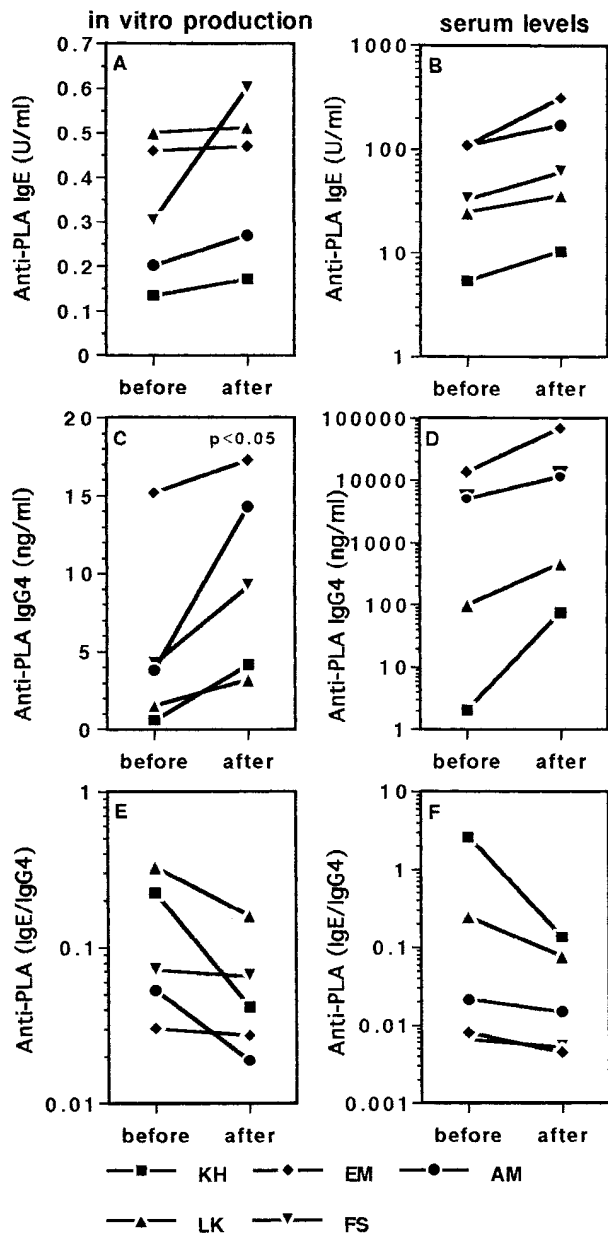 in vitro production
serum levels
A
Anti-PLA IgE (U/ml)
0.7
0.6
0.5
0.4
0.3
0.2
0.1
0
before after
B
Anti-PLA IgE (U/ml)
1000
100
10
1
before after
C
p<0.05
Anti-PLA IgG4 (ng/ml)
20
15
10
5
0
before after
D
Anti-PLA IgG4 (ng/ml)
100000
10000
1000
100
10
1
before after
E
Anti-PLA (IgE/IgG4)
1
0.1
0.01
before after
F
Anti-PLA (IgE/IgG4)
10
1
0.1
0.01
0.001
before after
KH EM AM
LK FS